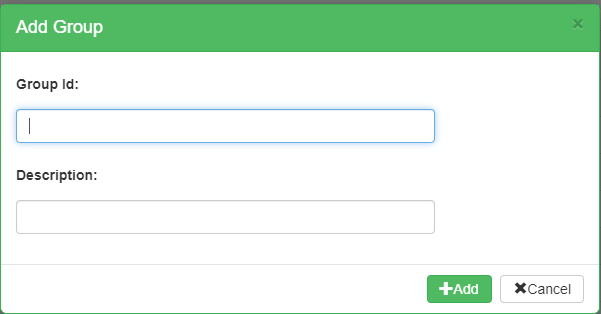 Add Group
×
Group Id:
Description:
Add
Cancel